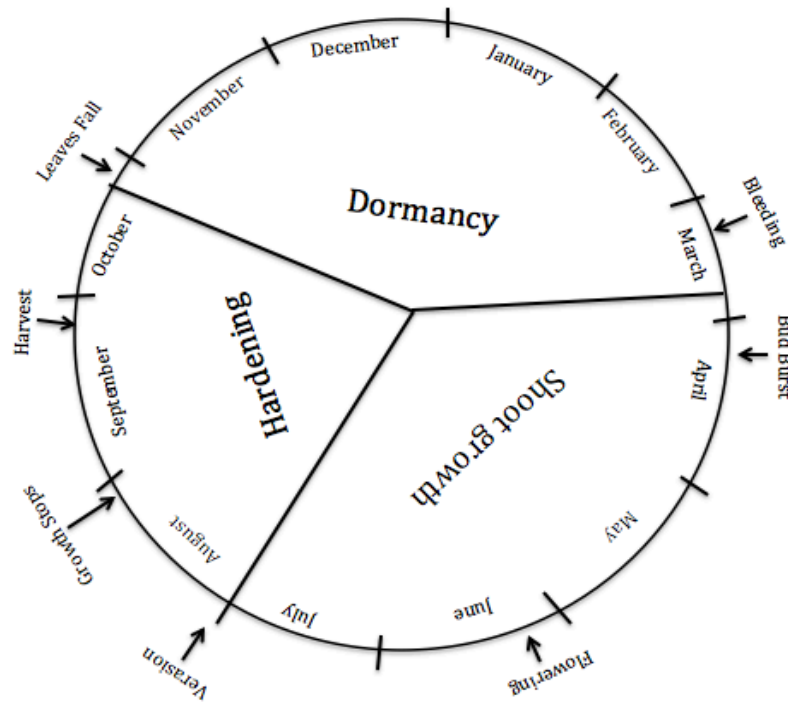 December
January
November
February
Leaves Fall
Bleeding
Dormancy
October
March
Harvest
Hardening
Bud Burst
September
April
Shoot growth
Growth Stops
August
May
July
June
Verasion
Flowering